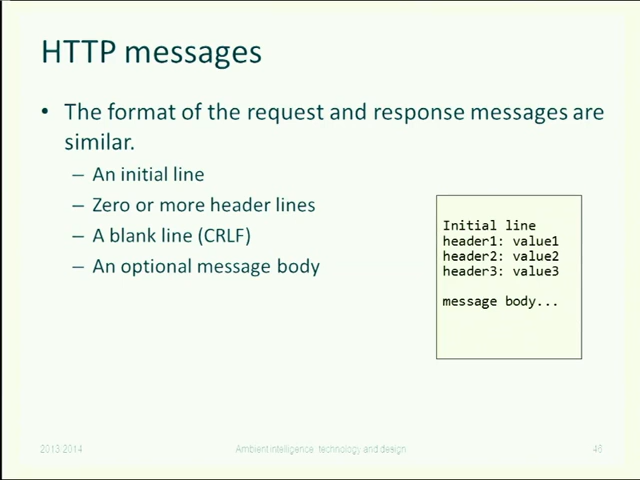 HTTP messages
• The format of the request and response messages are
similar.
– An initial line
– Zero or more header lines
– A blank line (CRLF)
– An optional message body
Initial line
header1: value1
header2: value2
header3: value3
message body...
2013 2014
Ambient intelligence technology and design
46